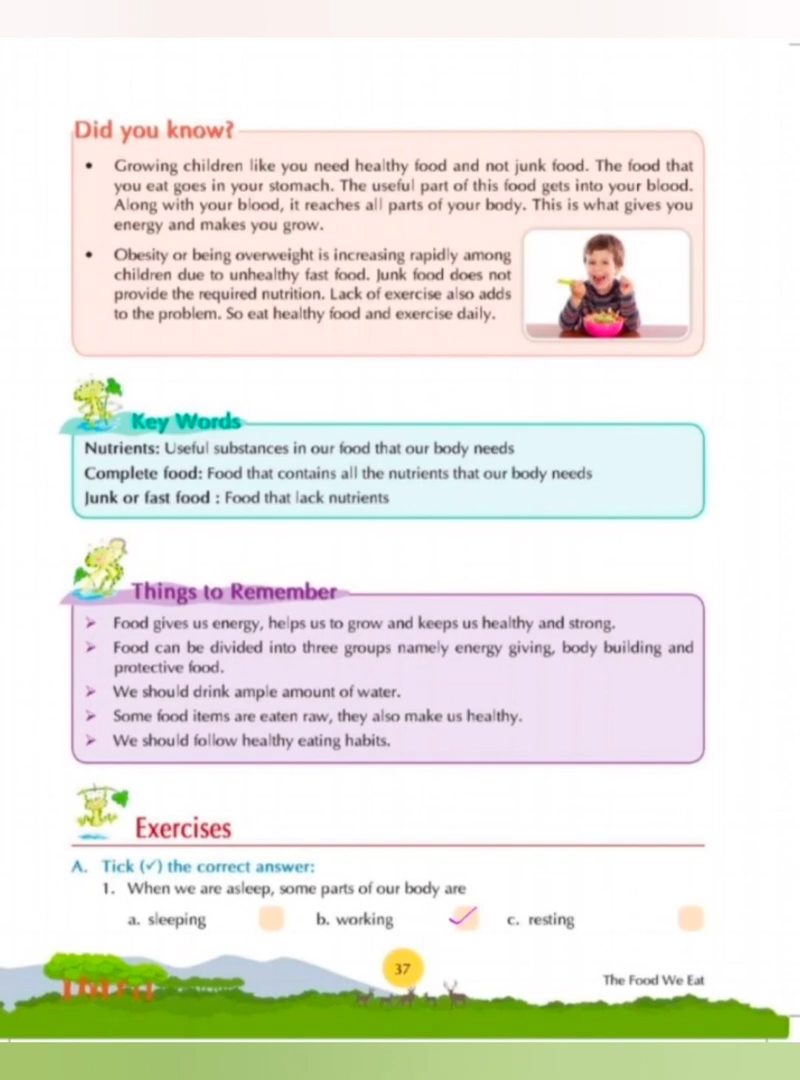 Did you know?
• Growing children like you need healthy food and not junk food. The food that
you eat goes in your stomach. The useful part of this food gets into your blood.
Along with your blood, it reaches all parts of your body. This is what gives you
energy and makes you grow.
• Obesity or being overweight is increasing rapidly among
children due to unhealthy fast food. Junk food does not
provide the required nutrition. Lack of exercise also adds
to the problem. So eat healthy food and exercise daily.
Key Words
Nutrients: Useful substances in our food that our body needs
Complete food: Food that contains all the nutrients that our body needs
Junk or fast food : Food that lack nutrients
Things to Remember
➢ Food gives us energy, helps us to grow and keeps us healthy and strong.
➢ Food can be divided into three groups namely energy giving, body building and
protective food.
➢ We should drink ample amount of water.
➢ Some food items are eaten raw, they also make us healthy.
➢ We should follow healthy eating habits.
Exercises
A. Tick (✓) the correct answer:
1. When we are asleep, some parts of our body are
a. sleeping b. working ✓ c. resting
37
The Food We Eat